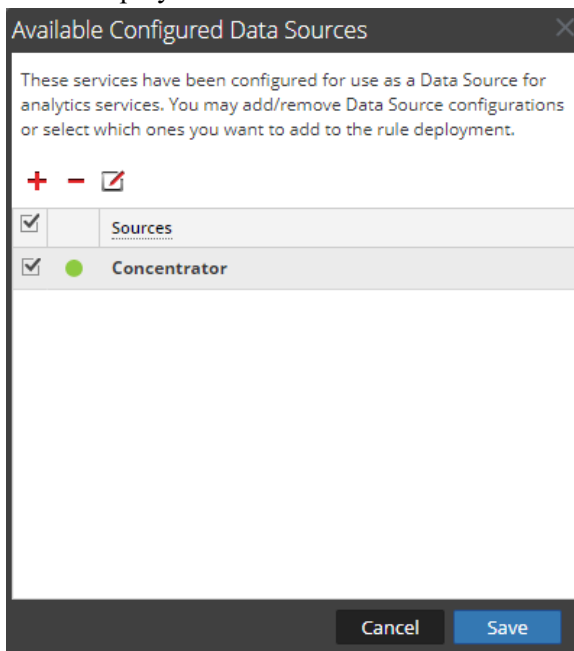 Available Configured Data Sources
These services have been configured for use as a Data Source for
analytics services. You may add/remove Data Source configurations
or select which ones you want to add to the rule deployment.
Sources
Concentrator
Cancel Save